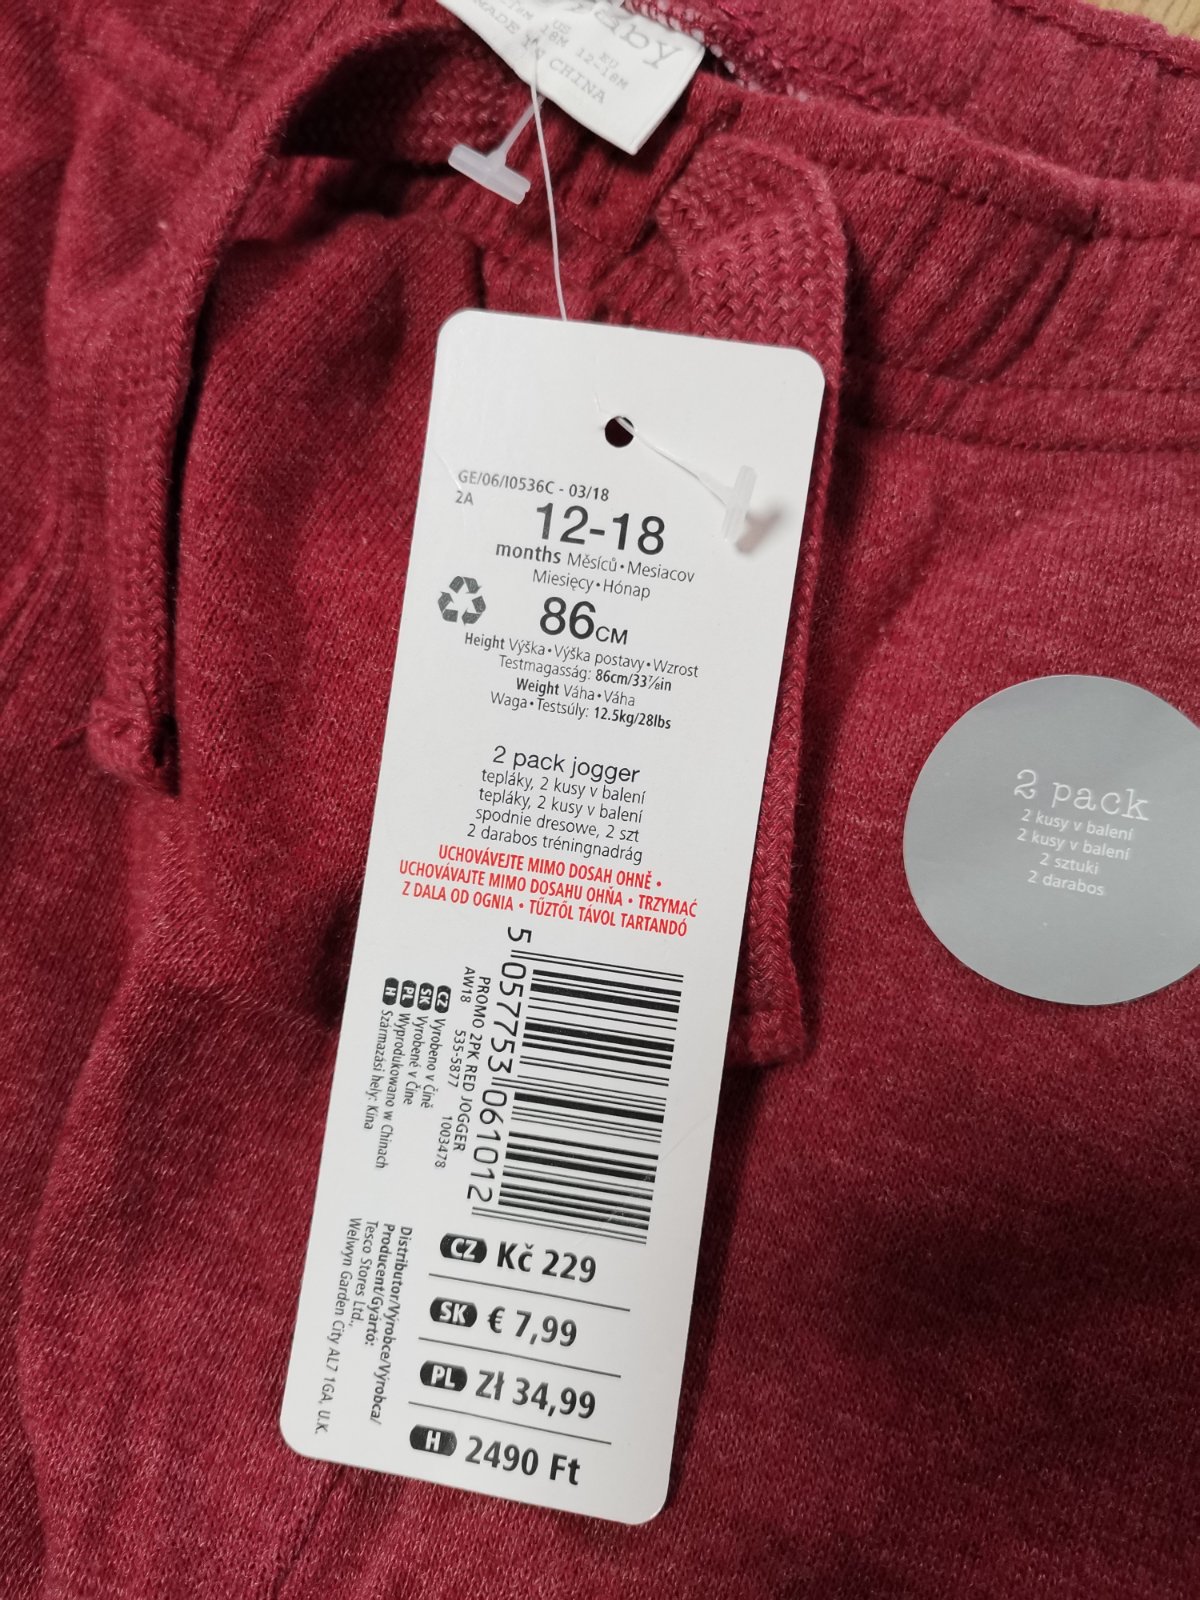 baby
US EU
18M 12-18M
MADE IN CHINA
GE/06/I0536C - 03/18
2A
12-18
months Měsíců • Mesiacov
Miesięcy • Hónap
86CM
Height Výška • Výška postavy • Wzrost
Testmagasság: 86cm/33⅞in
Weight Váha • Váha
Waga • Testsúly: 12.5kg/28lbs
2 pack jogger
tepláky, 2 kusy v balení
tepláky, 2 kusy v balení
spodnie dresowe, 2 szt
2 darabos tréningnadrág
UCHOVÁVEJTE MIMO DOSAH OHNĚ •
UCHOVÁVAJTE MIMO DOSAHU OHŇA • TRZYMAĆ
Z DALA OD OGNIA • TŰZTŐL TÁVOL TARTANDÓ
5 057753 061012
PROMO 2PK RED JOGGER
AW18 535-5877 1003478
CZ Vyrobeno v Číně
SK Vyrobené v Číne
PL Wyprodukowano w Chinach
H Származási hely: Kína
Distributor/Výrobce/Výrobca/
Producent/Gyártó:
Tesco Stores Ltd.,
Welwyn Garden City AL7 1GA, U.K.
CZ Kč 229
SK € 7,99
PL Zł 34,99
H 2490 Ft
2 pack
2 kusy v balení
2 kusy v balení
2 sztuki
2 darabos